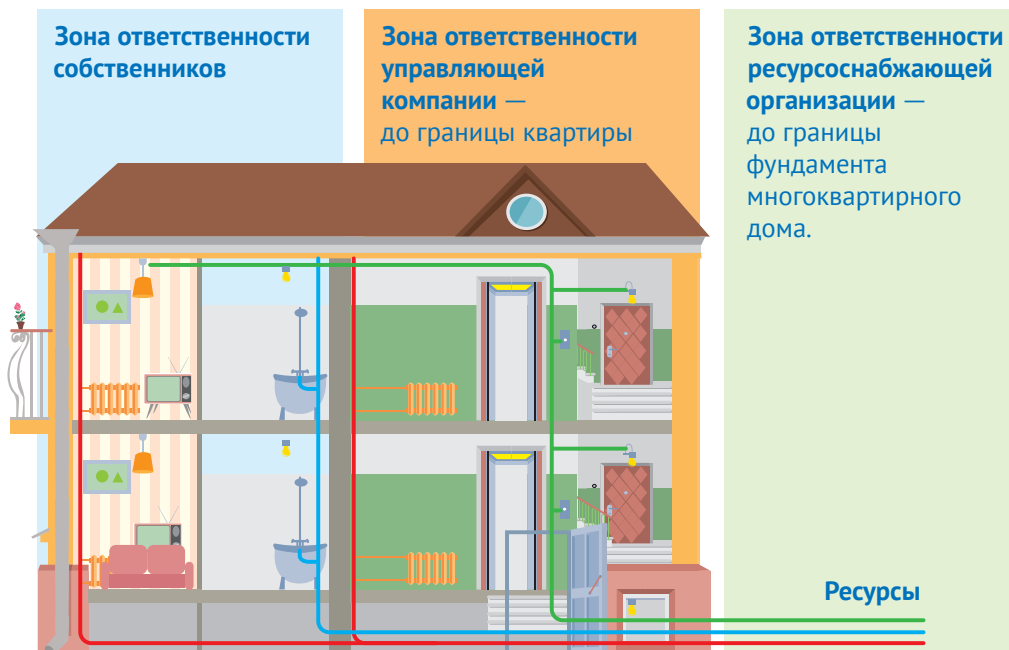 Зона ответственности
собственников
Зона ответственности
управляющей
компании —
до границы квартиры
Зона ответственности
ресурсоснабжающей
организации —
до границы
фундамента
многоквартирного
дома.
Ресурсы